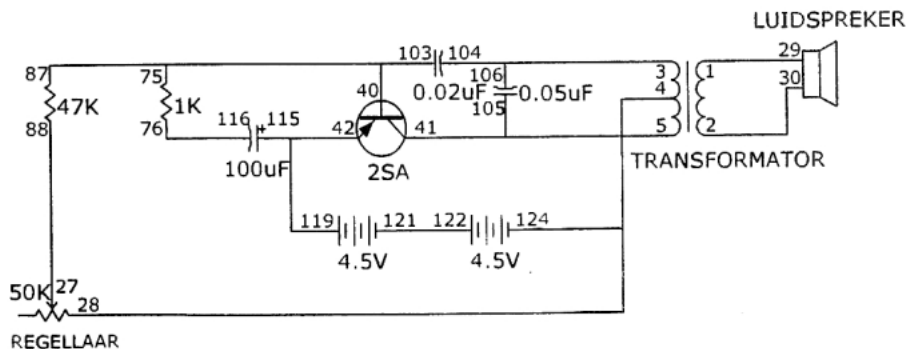 LUIDSPREKER
29
30
103 104
87
75
3 1
106
4
40
47K
1K
0.02uF
0.05uF
105
88
76
116 +115
42
41
5 2
100uF
2SA
TRANSFORMATOR
119 121 122 124
4.5V 4.5V
27
50K
28
REGELLAAR